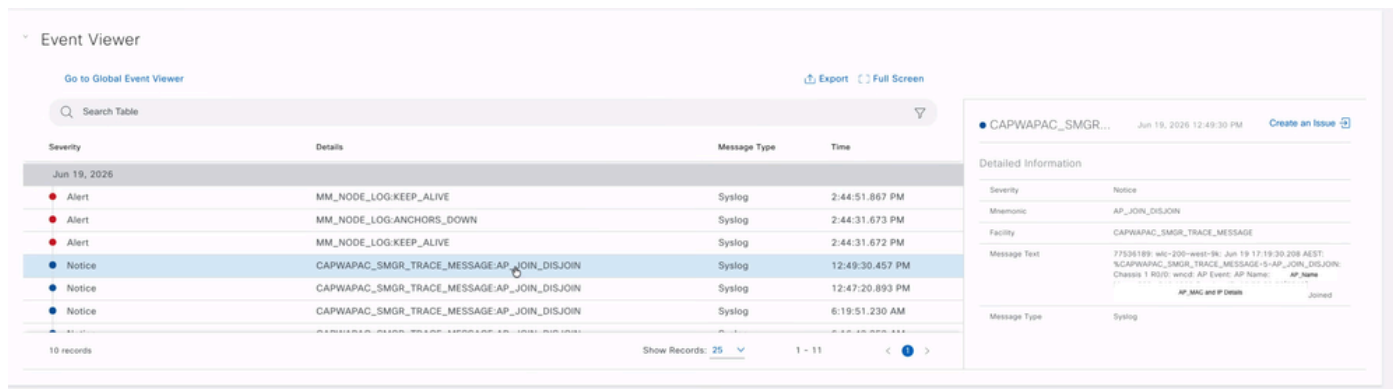 Event Viewer
Go to Global Event Viewer
Export
Full Screen
Search Table
Severity Details Message Type Time
Jun 19, 2026
Alert MM_NODE_LOG:KEEP_ALIVE Syslog 2:44:51.867 PM
Alert MM_NODE_LOG:ANCHORS_DOWN Syslog 2:44:31.673 PM
Alert MM_NODE_LOG:KEEP_ALIVE Syslog 2:44:31.672 PM
Notice CAPWAPAC_SMGR_TRACE_MESSAGE:AP_JOIN_DISJOIN Syslog 12:49:30.457 PM
Notice CAPWAPAC_SMGR_TRACE_MESSAGE:AP_JOIN_DISJOIN Syslog 12:47:20.893 PM
Notice CAPWAPAC_SMGR_TRACE_MESSAGE:AP_JOIN_DISJOIN Syslog 6:19:51.230 AM
10 records Show Records: 25 1 - 11 < 1 >
CAPWAPAC_SMGR... Jun 19, 2026 12:49:30 PM Create an Issue
Detailed Information
Severity Notice
Mnemonic AP_JOIN_DISJOIN
Facility CAPWAPAC_SMGR_TRACE_MESSAGE
Message Text 77536189: wlc-200-west-9k: Jun 19 17:19:30.208 AEST:
%CAPWAPAC_SMGR_TRACE_MESSAGE-5-AP_JOIN_DISJOIN:
Chassis 1 R0/0: wncd: AP Event: AP Name: AP_Name
AP_MAC and IP Details Joined
Message Type Syslog